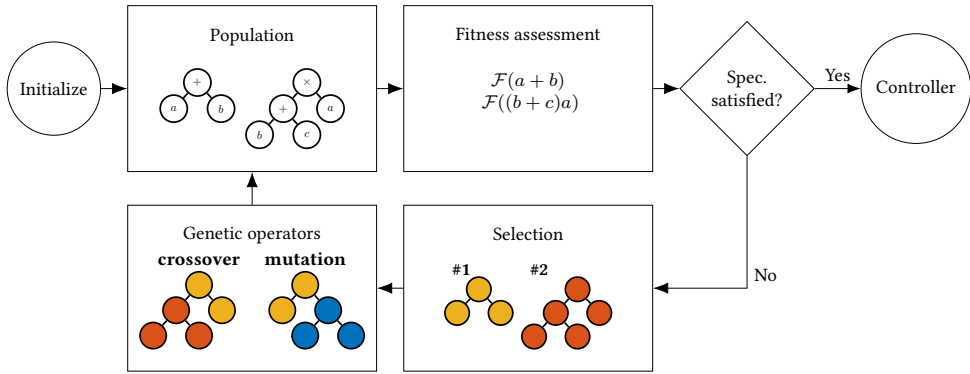 Initialize
Population
+
a
b
×
+
a
b
c
Fitness assessment
𝓕(a + b)
𝓕((b + c)a)
Spec.
satisfied?
Yes
Controller
No
Selection
#1
#2
Genetic operators
crossover
mutation